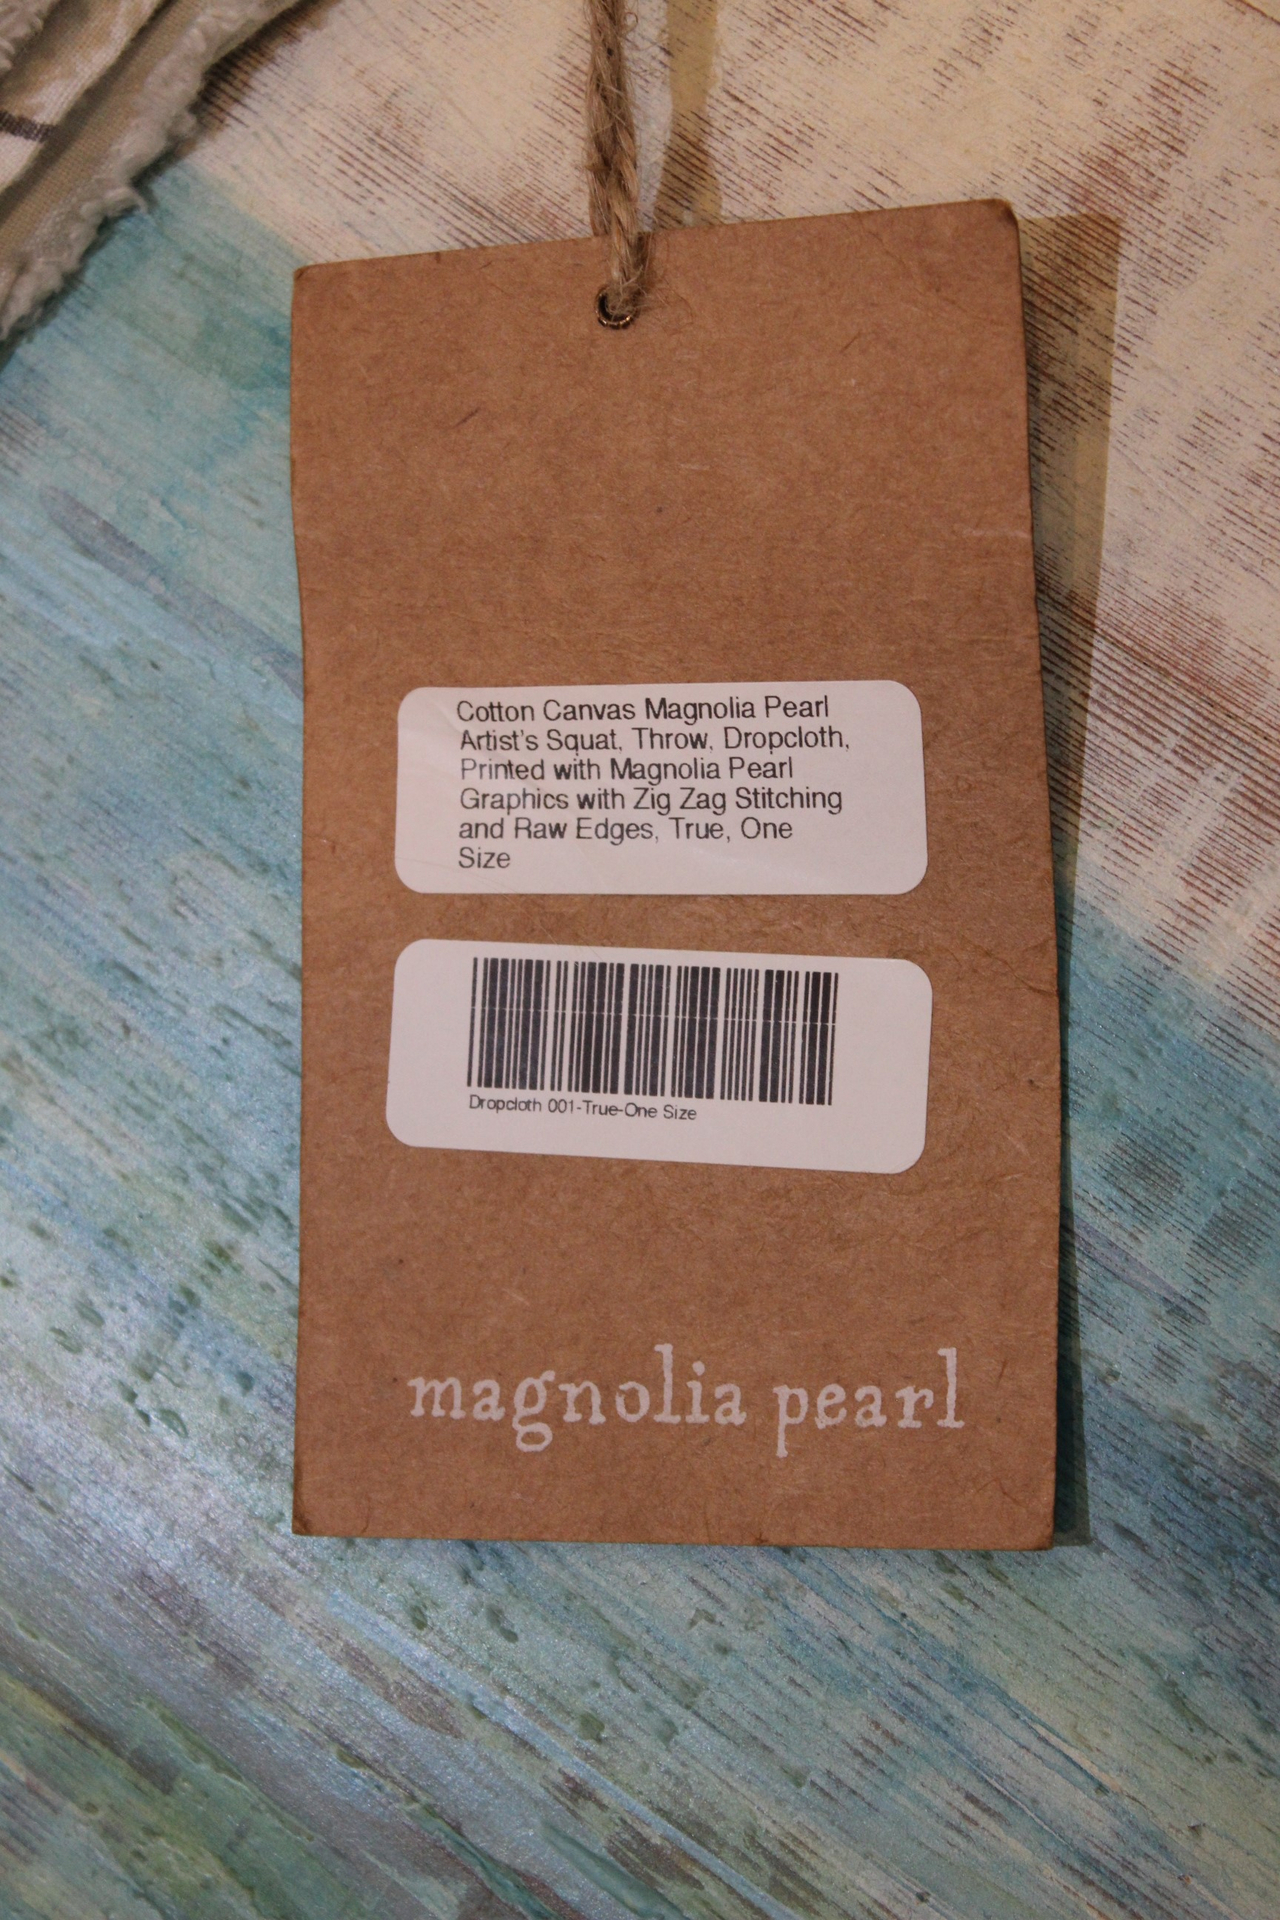 Cotton Canvas Magnolia Pearl
Artist's Squat, Throw, Dropcloth,
Printed with Magnolia Pearl
Graphics with Zig Zag Stitching
and Raw Edges, True, One
Size
Dropcloth 001-True-One Size
magnolia pearl